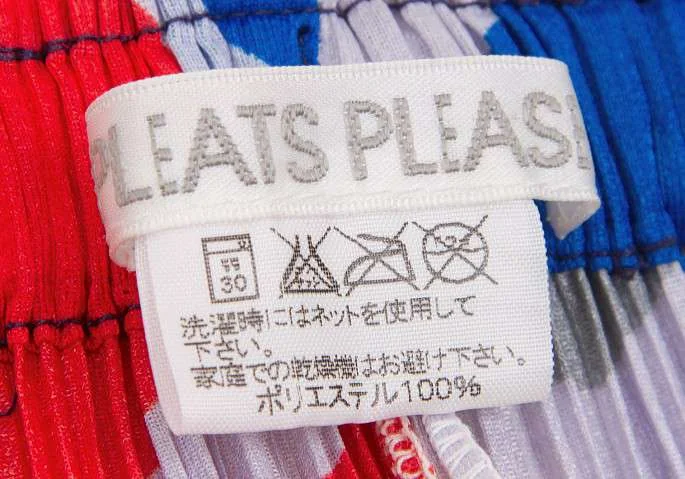 PLEATS PLEASE
弱
30
洗濯時にはネットを使用して
下さい。
家庭での乾燥機はお避け下さい。
ポリエステル100%